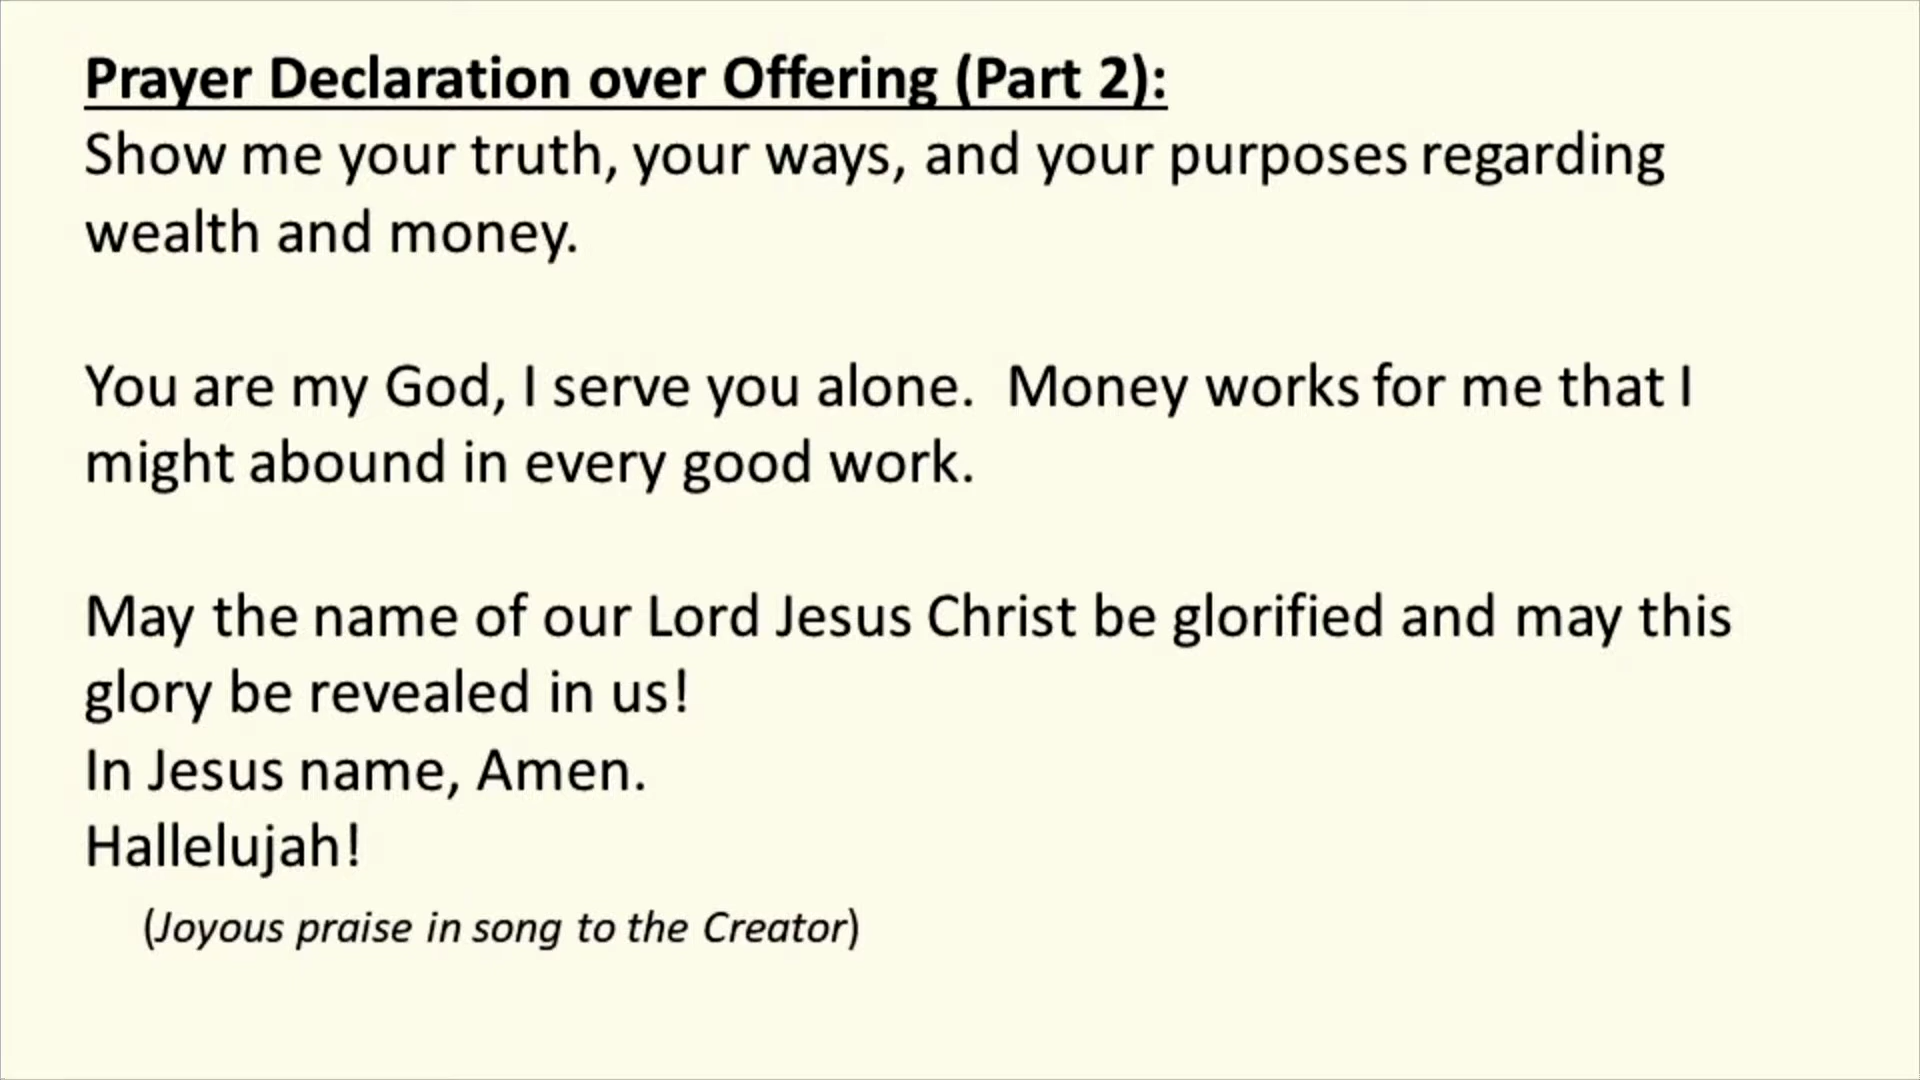 Prayer Declaration over Offering (Part 2):
Show me your truth, your ways, and your purposes regarding
wealth and money.
You are my God, I serve you alone.  Money works for me that I
might abound in every good work.
May the name of our Lord Jesus Christ be glorified and may this
glory be revealed in us!
In Jesus name, Amen.
Hallelujah!
(Joyous praise in song to the Creator)